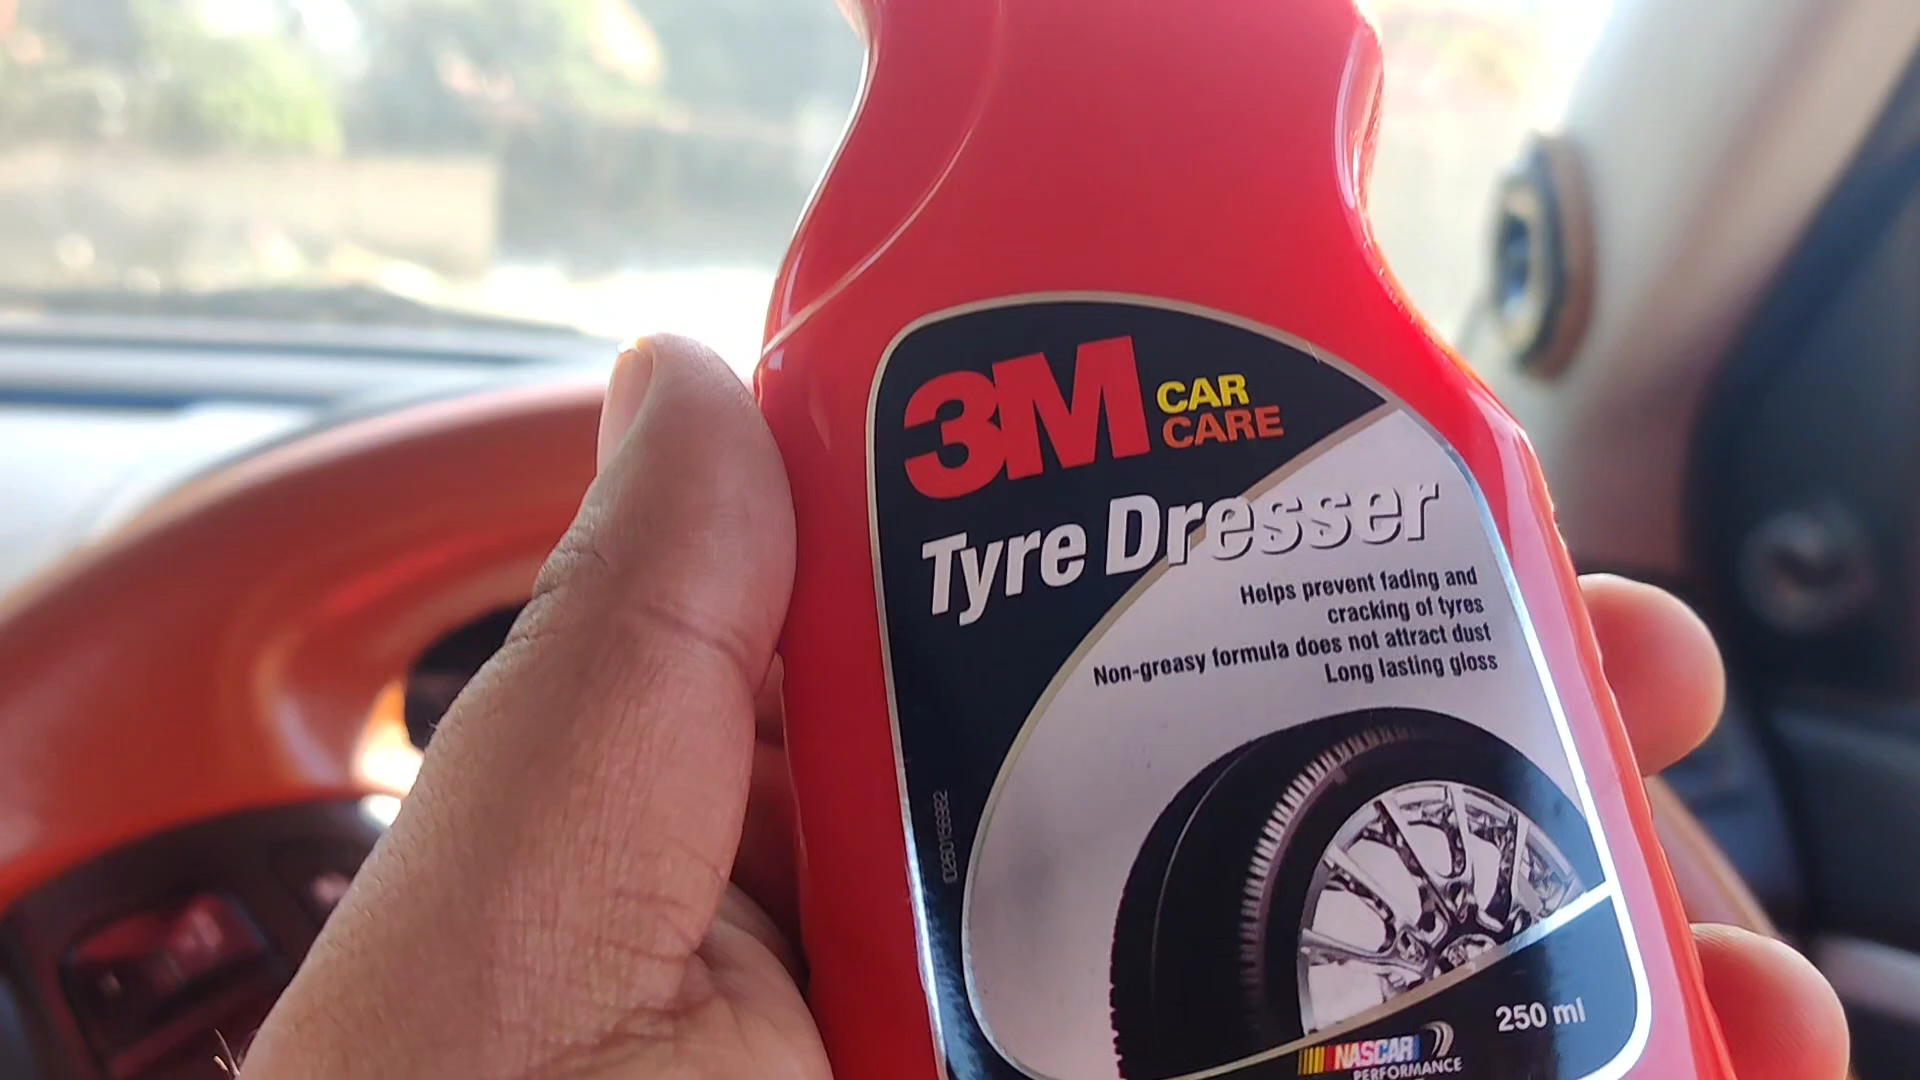 3M CAR
CARE
Tyre Dresser
Helps prevent fading and
cracking of tyres
Non-greasy formula does not attract dust
Long lasting gloss
250 ml
NASCAR
PERFORMANCE